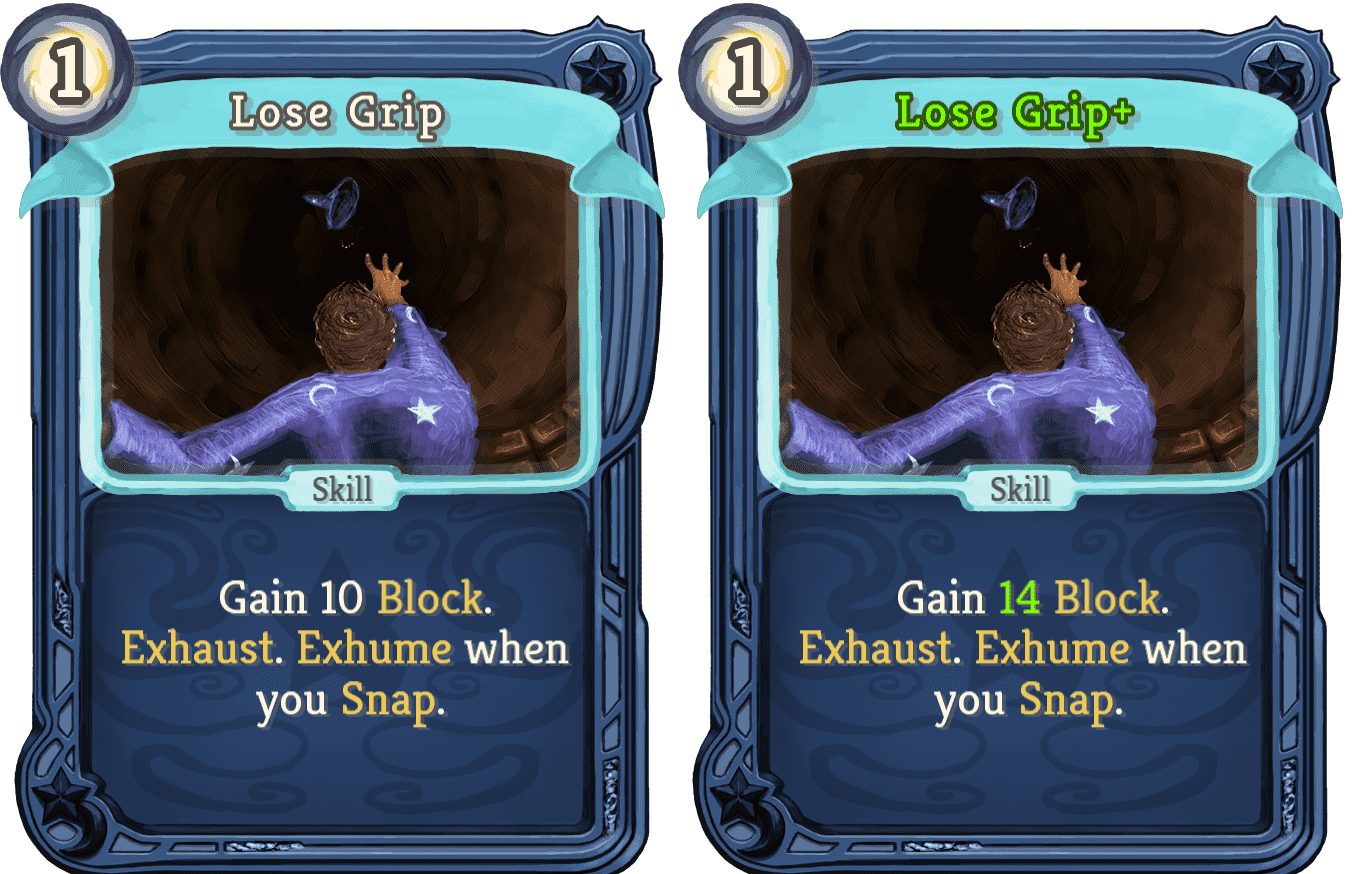 1
Lose Grip
Skill
Gain 10 Block.
Exhaust. Exhume when
you Snap.
1
Lose Grip+
Skill
Gain 14 Block.
Exhaust. Exhume when
you Snap.